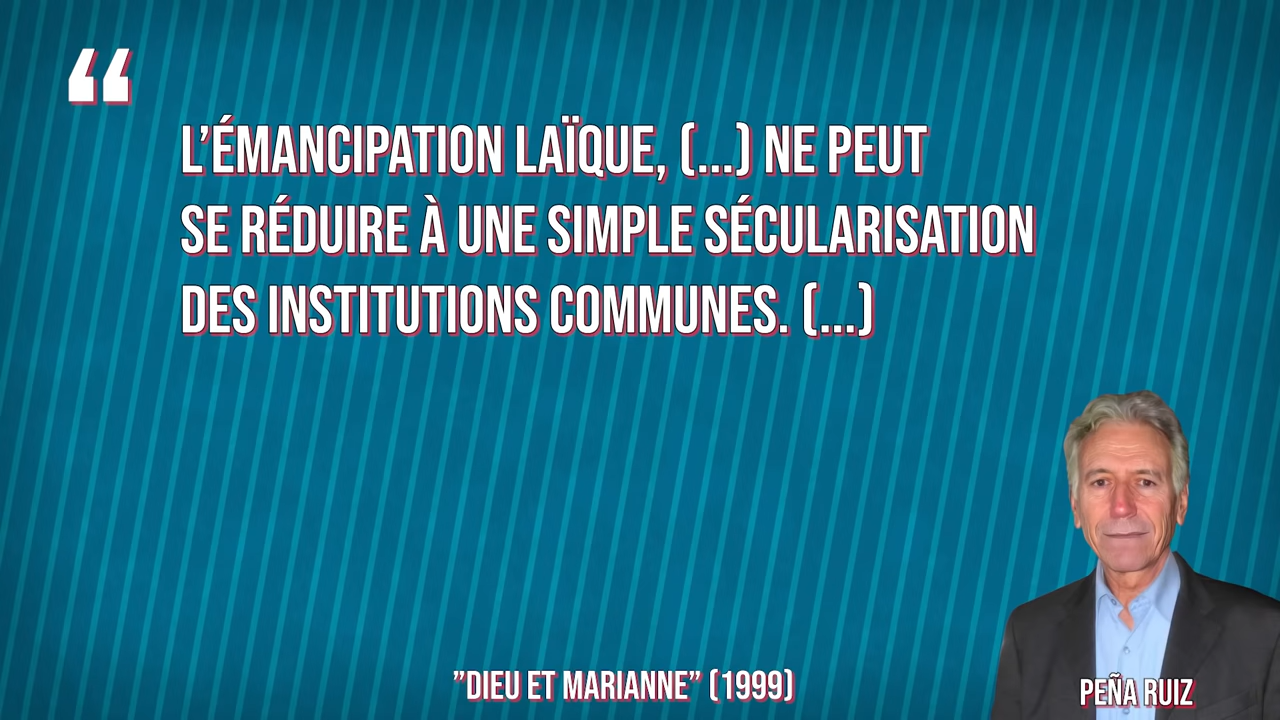 “
L’ÉMANCIPATION LAÏQUE, (...) NE PEUT
SE RÉDUIRE À UNE SIMPLE SÉCULARISATION
DES INSTITUTIONS COMMUNES. (...)
”DIEU ET MARIANNE” (1999)
PEÑA RUIZ